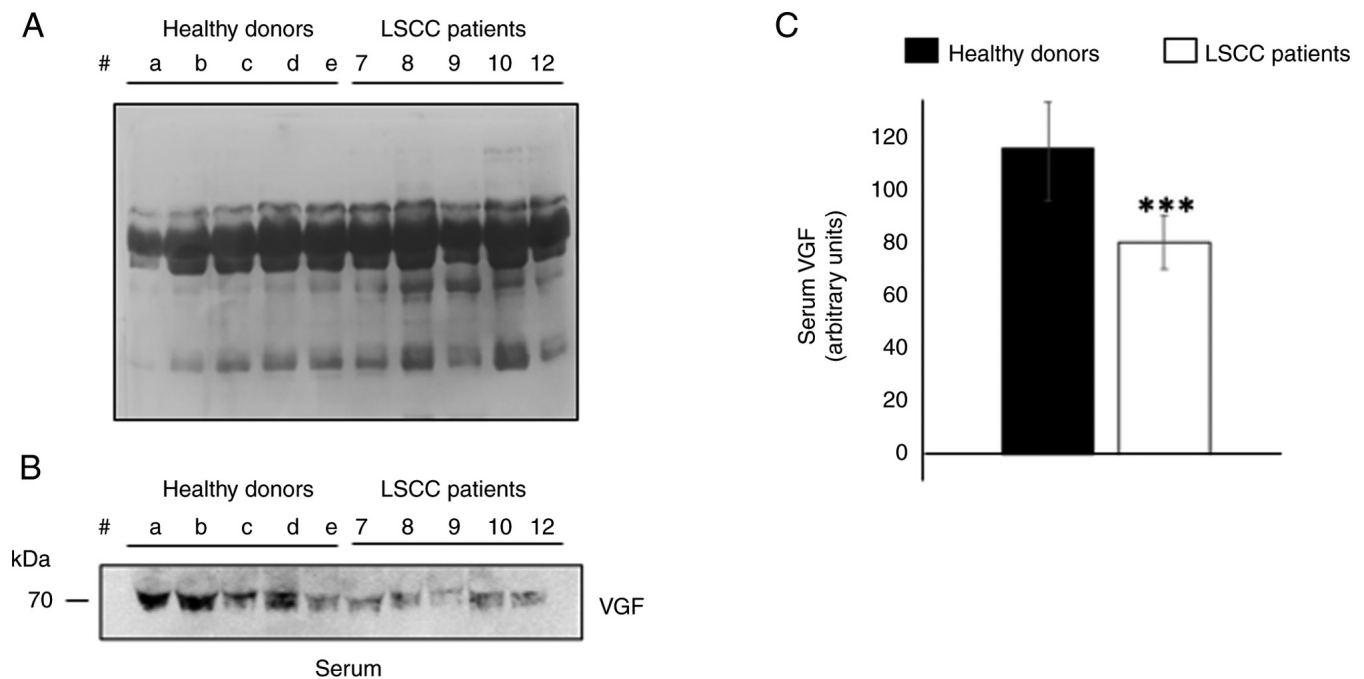 A
Healthy donors LSCC patients
# a b c d e 7 8 9 10 12
B
Healthy donors LSCC patients
# a b c d e 7 8 9 10 12
kDa
70
VGF
Serum
C
Healthy donors LSCC patients
Serum VGF
(arbitrary units)
120
100
80
60
40
20
0
***